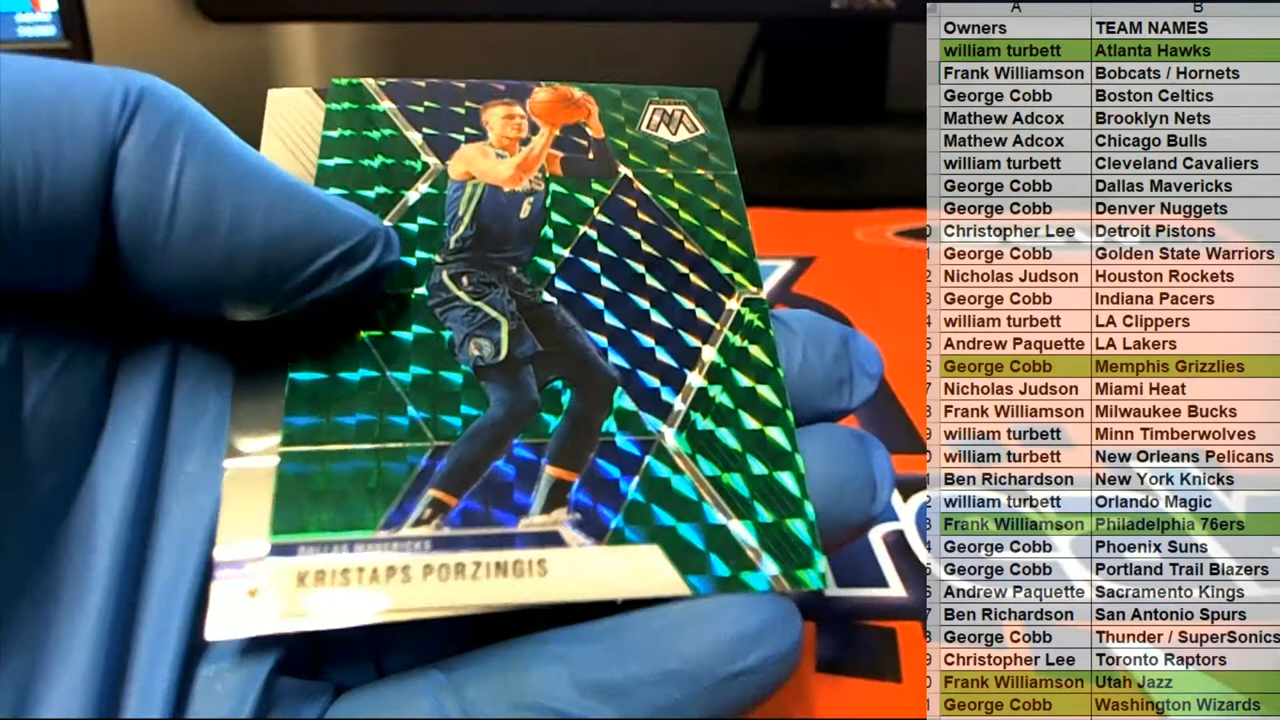 A B
Owners TEAM NAMES
william turbett Atlanta Hawks
Frank Williamson Bobcats / Hornets
George Cobb Boston Celtics
Mathew Adcox Brooklyn Nets
Mathew Adcox Chicago Bulls
william turbett Cleveland Cavaliers
George Cobb Dallas Mavericks
George Cobb Denver Nuggets
Christopher Lee Detroit Pistons
George Cobb Golden State Warriors
Nicholas Judson Houston Rockets
George Cobb Indiana Pacers
william turbett LA Clippers
Andrew Paquette LA Lakers
George Cobb Memphis Grizzlies
Nicholas Judson Miami Heat
Frank Williamson Milwaukee Bucks
william turbett Minn Timberwolves
william turbett New Orleans Pelicans
Ben Richardson New York Knicks
william turbett Orlando Magic
Frank Williamson Philadelphia 76ers
George Cobb Phoenix Suns
George Cobb Portland Trail Blazers
Andrew Paquette Sacramento Kings
Ben Richardson San Antonio Spurs
George Cobb Thunder / SuperSonics
Christopher Lee Toronto Raptors
Frank Williamson Utah Jazz
George Cobb Washington Wizards
M
6
DALLAS MAVERICKS
KRISTAPS PORZINGIS